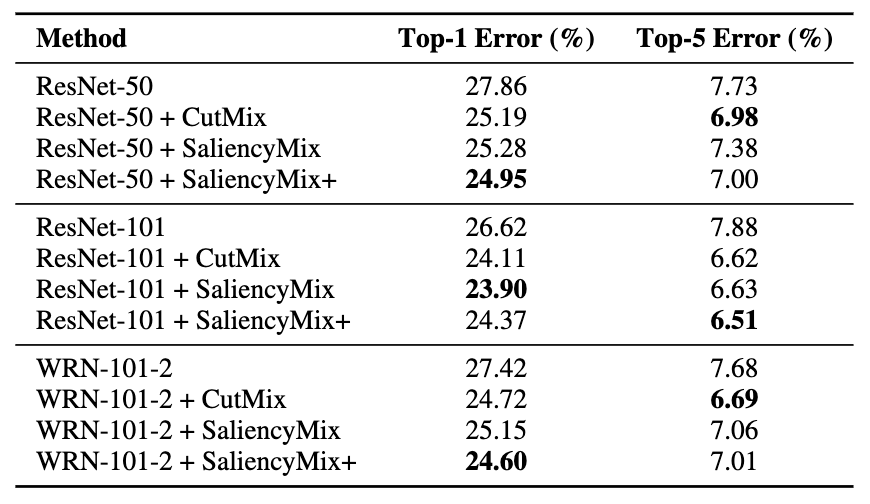 Method Top-1 Error (%) Top-5 Error (%)
ResNet-50 27.86 7.73
ResNet-50 + CutMix 25.19 6.98
ResNet-50 + SaliencyMix 25.28 7.38
ResNet-50 + SaliencyMix+ 24.95 7.00
ResNet-101 26.62 7.88
ResNet-101 + CutMix 24.11 6.62
ResNet-101 + SaliencyMix 23.90 6.63
ResNet-101 + SaliencyMix+ 24.37 6.51
WRN-101-2 27.42 7.68
WRN-101-2 + CutMix 24.72 6.69
WRN-101-2 + SaliencyMix 25.15 7.06
WRN-101-2 + SaliencyMix+ 24.60 7.01